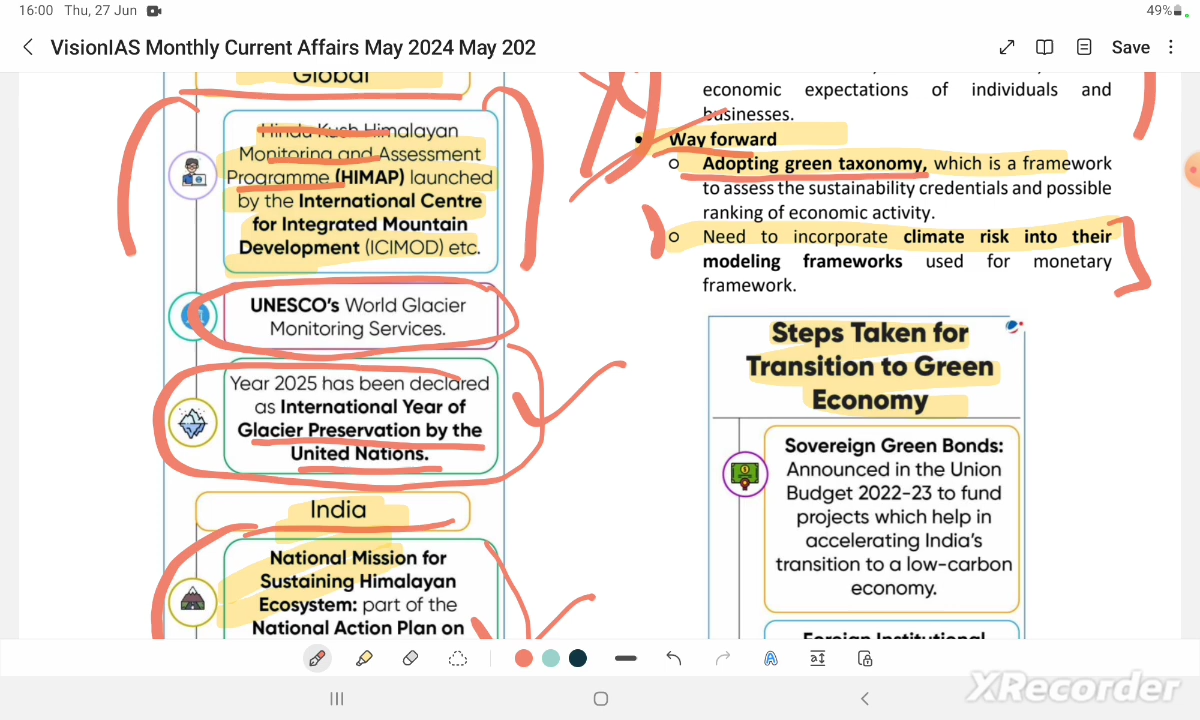 16:00 Thu, 27 Jun
49%
VisionIAS Monthly Current Affairs May 2024 May 202
Save
Global
Hindu Kush Himalayan
Monitoring and Assessment
Programme (HIMAP) launched
by the International Centre
for Integrated Mountain
Development (ICIMOD) etc.
UNESCO's World Glacier
Monitoring Services.
Year 2025 has been declared
as International Year of
Glacier Preservation by the
United Nations.
India
National Mission for
Sustaining Himalayan
Ecosystem: part of the
National Action Plan on
economic expectations of individuals and
businesses.
• Way forward
o Adopting green taxonomy, which is a framework
to assess the sustainability credentials and possible
ranking of economic activity.
o Need to incorporate climate risk into their
modeling frameworks used for monetary
framework.
Steps Taken for
Transition to Green
Economy
Sovereign Green Bonds:
Announced in the Union
Budget 2022-23 to fund
projects which help in
accelerating India's
transition to a low-carbon
economy.
Foreign Institutional
XRecorder